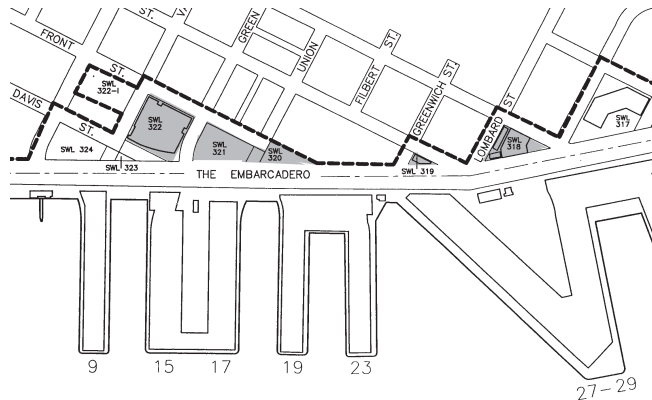 FRONT
ST.
GREEN
UNION
ST.
FILBERT
GREENWICH ST
LOMBARD ST
DAVIS
ST.
SWL
322-1
SWL
322
SWL
321
SWL
320
SWL 324
SWL 323
SWL 319
SWL
318
SWL
317
THE EMBARCADERO
9
15
17
19
23
27-29